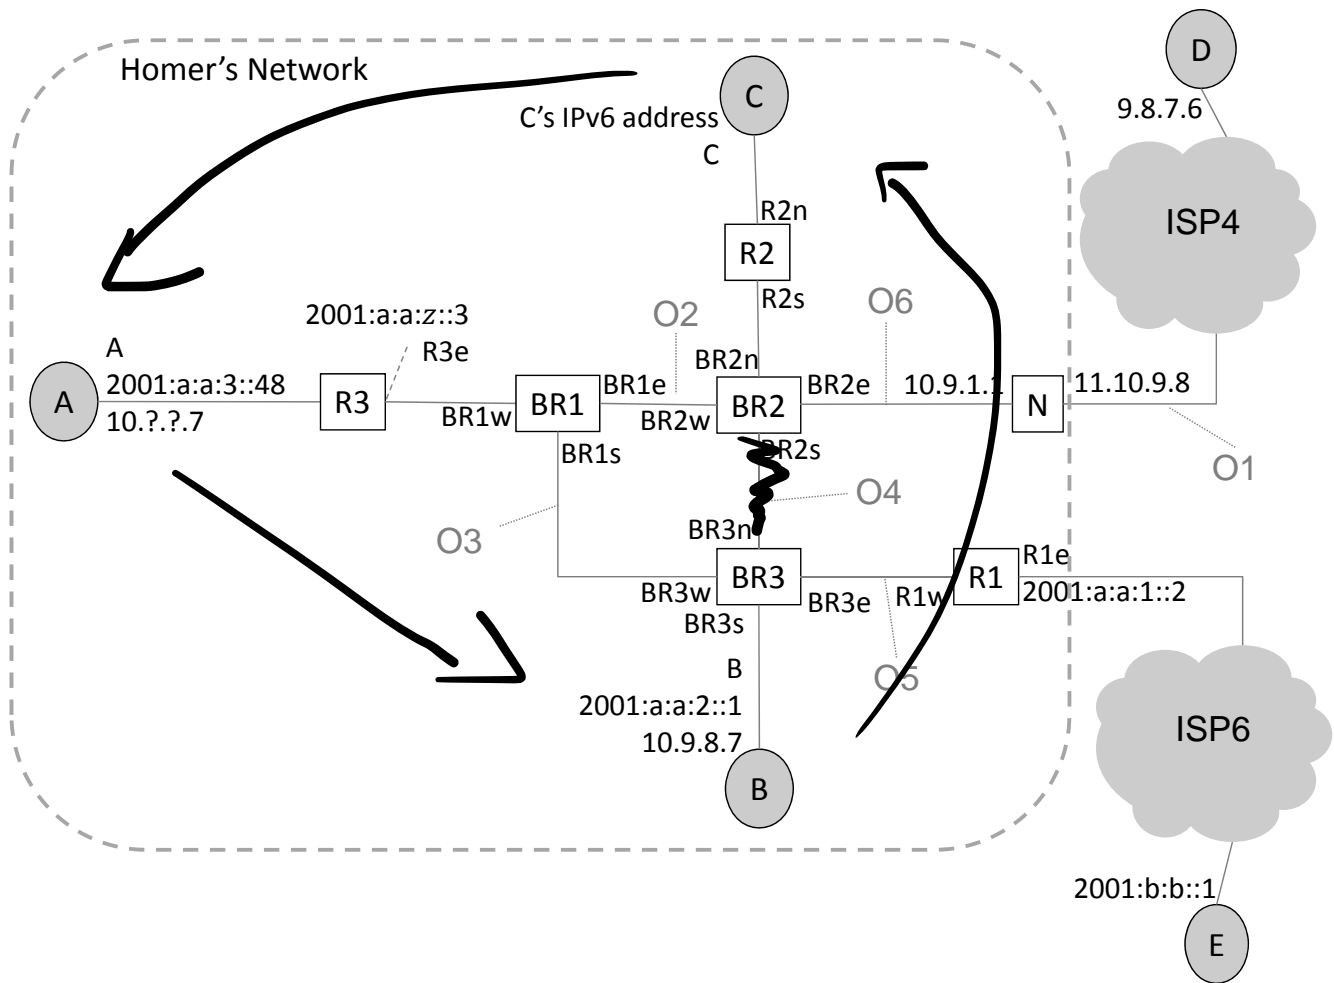 Homer's Network
D
9.8.7.6
ISP4
C
C's IPv6 address
C
R2n
R2
R2s
O6
O2
2001:a:a:z::3
R3e
A
A
2001:a:a:3::48
10.?.?.7
R3
BR1w
BR1
BR1e
BR1s
BR2n
BR2w
BR2
BR2e
BR2s
10.9.1.1
N
11.10.9.8
O1
O4
O3
BR3n
BR3w
BR3
BR3e
BR3s
R1w
R1
R1e
2001:a:a:1::2
O5
B
2001:a:a:2::1
10.9.8.7
B
ISP6
2001:b:b::1
E